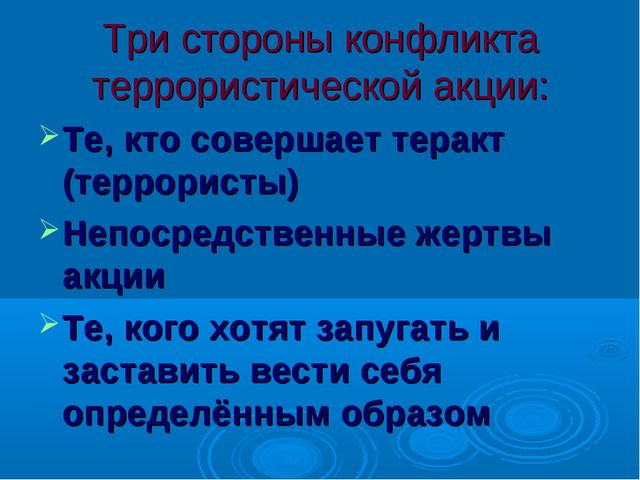 Три стороны конфликта
террористической акции:
Те, кто совершает теракт
(террористы)
Непосредственные жертвы
акции
Те, кого хотят запугать и
заставить вести себя
определённым образом